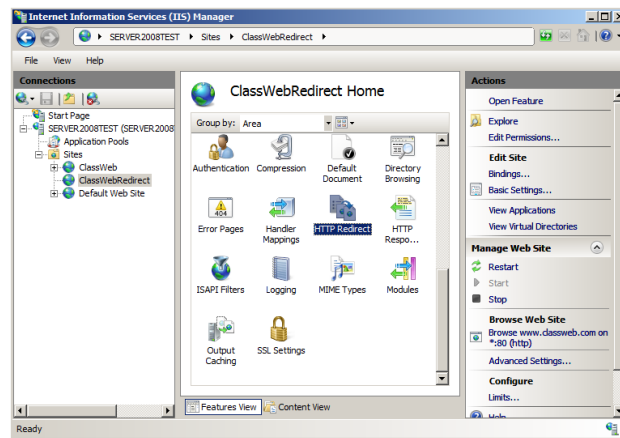 Internet Information Services (IIS) Manager
SERVER2008TEST Sites ClassWebRedirect
File View Help
Connections
Start Page
SERVER2008TEST (SERVER2008
Application Pools
Sites
ClassWeb
ClassWebRedirect
Default Web Site
ClassWebRedirect Home
Group by: Area
Authentication Compression Default Document Directory Browsing
Error Pages Handler Mappings HTTP Redirect HTTP Respo...
404
ISAPI Filters Logging MIME Types Modules
Output Caching SSL Settings
Features View Content View
Actions
Open Feature
Explore
Edit Permissions...
Edit Site
Bindings...
Basic Settings...
View Applications
View Virtual Directories
Manage Web Site
Restart
Start
Stop
Browse Web Site
Browse www.classweb.com on
*:80 (http)
Advanced Settings...
Configure
Limits...
Help
Ready